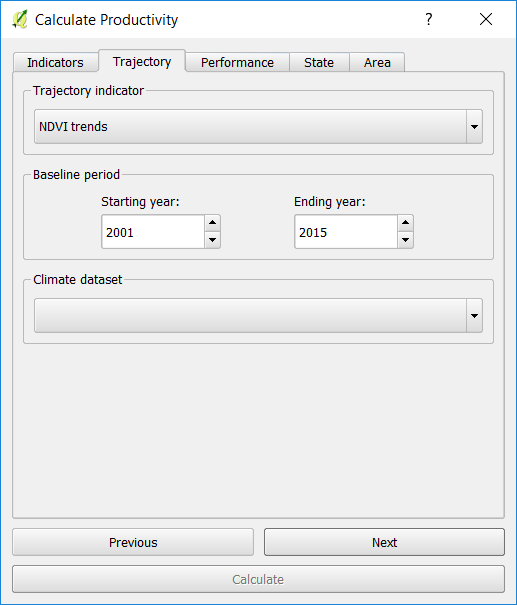 Calculate Productivity
Indicators Trajectory Performance State Area
Trajectory indicator
NDVI trends
Baseline period
Starting year: Ending year:
2001 2015
Climate dataset
Previous Next
Calculate